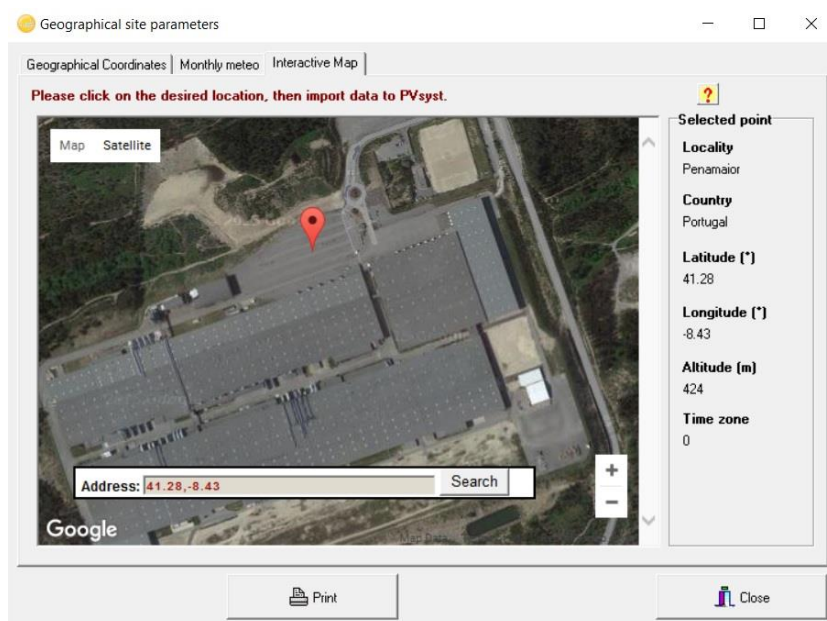 Geographical site parameters
Geographical Coordinates Monthly meteo Interactive Map
Please click on the desired location, then import data to PVsyst.
?
Map Satellite
Address: 41.28,-8.43 Search
+
−
Google
Map Data
Selected point
Locality
Penamaior
Country
Portugal
Latitude (°)
41.28
Longitude (°)
-8.43
Altitude (m)
424
Time zone
0
Print
Close